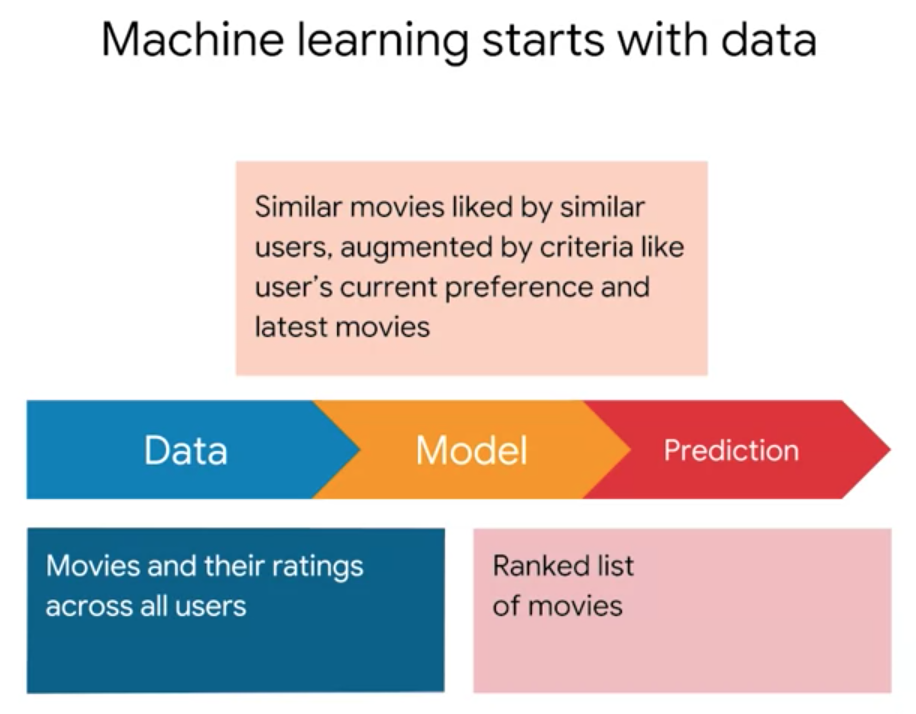 Machine learning starts with data
Similar movies liked by similar
users, augmented by criteria like
user's current preference and
latest movies
Data
Model
Prediction
Movies and their ratings
across all users
Ranked list
of movies